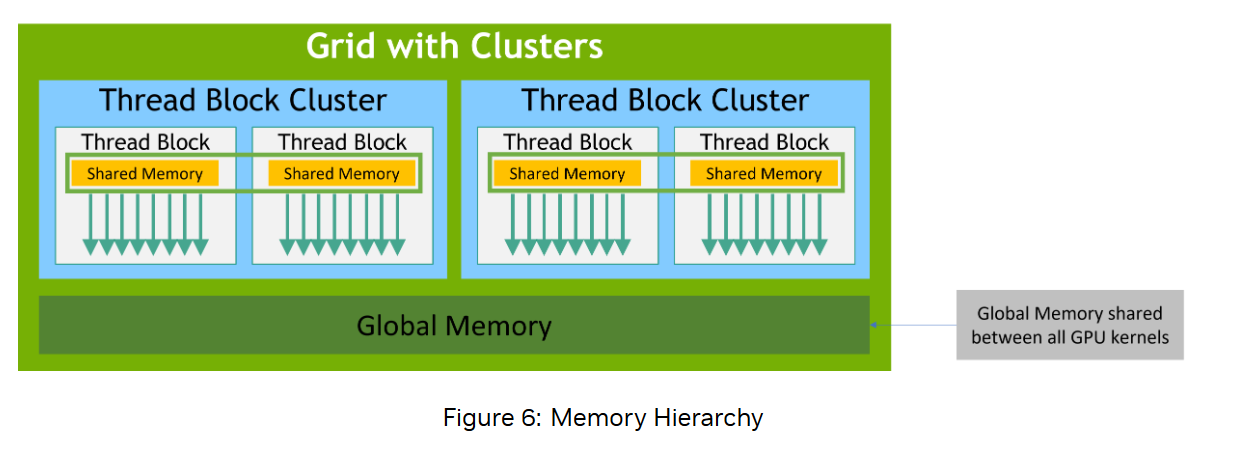 Grid with Clusters
Thread Block Cluster
Thread Block
Shared Memory
Thread Block
Shared Memory
Thread Block Cluster
Thread Block
Shared Memory
Thread Block
Shared Memory
Global Memory
Global Memory shared
between all GPU kernels
Figure 6: Memory Hierarchy